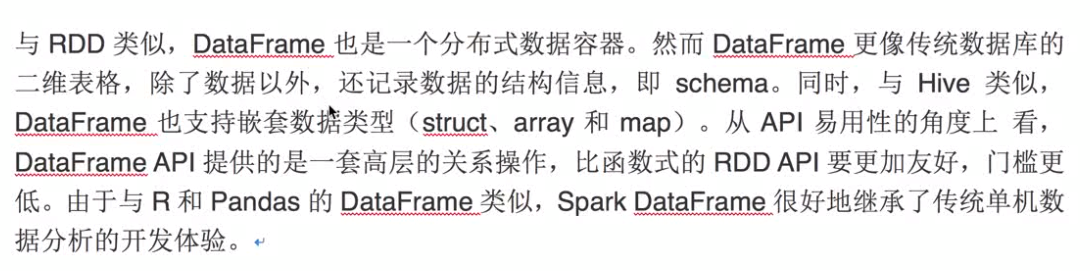 与 RDD 类似，DataFrame 也是一个分布式数据容器。然而 DataFrame 更像传统数据库的
二维表格，除了数据以外，还记录数据的结构信息，即 schema。同时，与 Hive 类似，
DataFrame 也支持嵌套数据类型（struct、array 和 map）。从 API 易用性的角度上 看，
DataFrame API 提供的是一套高层的关系操作，比函数式的 RDD API 要更加友好，门槛更
低。由于与 R 和 Pandas 的 DataFrame 类似，Spark DataFrame 很好地继承了传统单机数
据分析的开发体验。